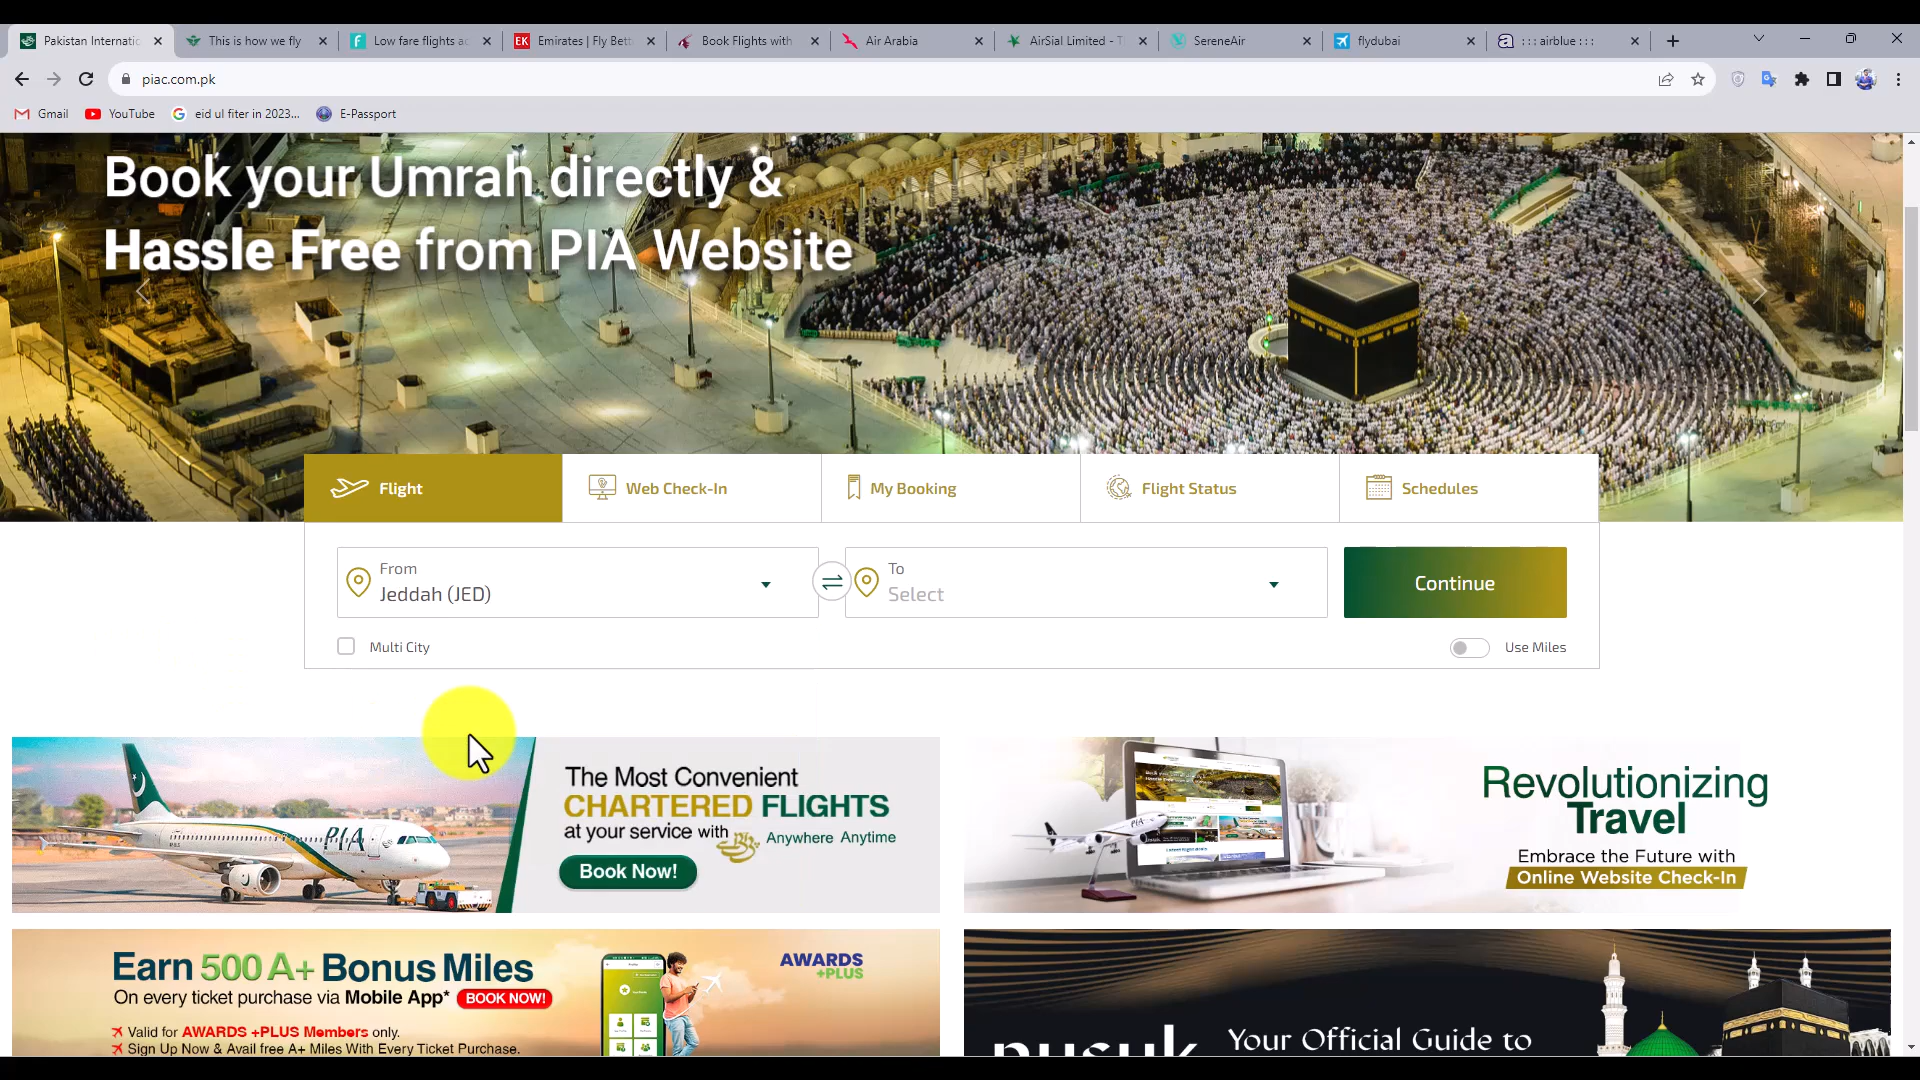 Pakistan Internatio
This is how we fly
Low fare flights ac
EK
Emirates | Fly Bett
Book Flights with
Air Arabia
AirSial Limited - T
SereneAir
flydubai
: : : airblue : : :
piac.com.pk
Gmail
YouTube
eid ul fiter in 2023...
E-Passport
Book your Umrah directly &
Hassle Free from PIA Website
Flight
Web Check-In
My Booking
Flight Status
Schedules
From
Jeddah (JED)
To
Select
Continue
Multi City
Use Miles
PIA
The Most Convenient
CHARTERED FLIGHTS
at your service with
Anywhere Anytime
Book Now!
Revolutionizing
Travel
Embrace the Future with
Online Website Check-In
Earn 500 A+ Bonus Miles
On every ticket purchase via Mobile App* BOOK NOW!
Valid for AWARDS +PLUS Members only.
Sign Up Now & Avail free A+ Miles With Every Ticket Purchase.
AWARDS
+PLUS
nusuk
Your Official Guide to